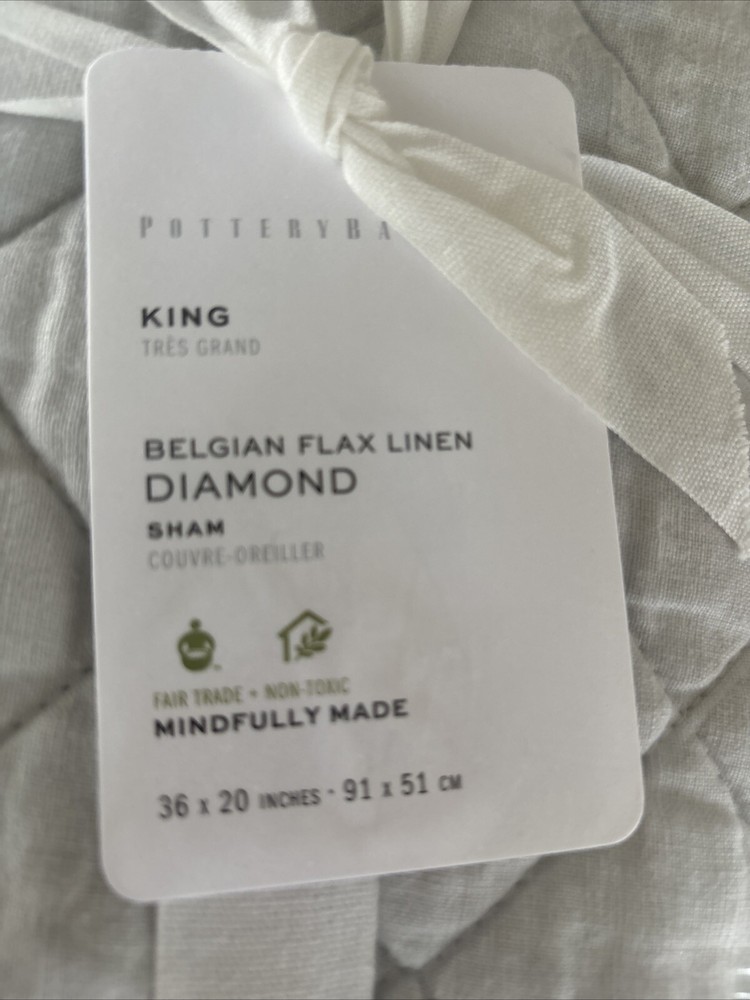 POTTERYBA
KING
TRÈS GRAND
BELGIAN FLAX LINEN
DIAMOND
SHAM
COUVRE-OREILLER
FAIR TRADE + NON-TOXIC
MINDFULLY MADE
36 x 20 INCHES · 91 x 51 CM